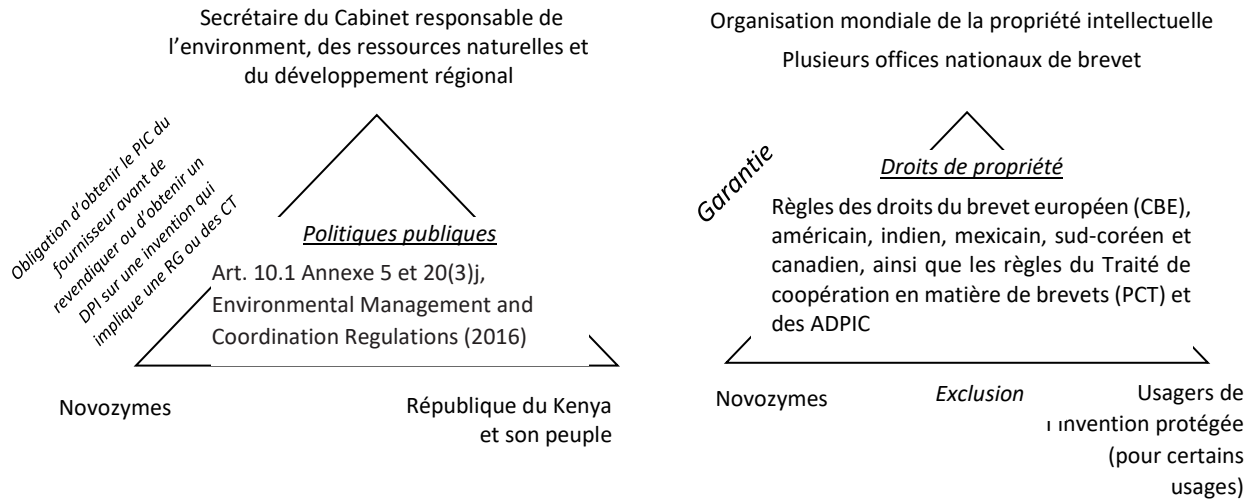 Secrétaire du Cabinet responsable de
l’environment, des ressources naturelles et
du développement régional
Obligation d’obtenir le PIC du
fournisseur avant de
revendiquer ou d’obtenir un
DPI sur une invention qui
implique une RG ou des CT
Politiques publiques
Art. 10.1 Annexe 5 et 20(3)j,
Environmental Management and
Coordination Regulations (2016)
Novozymes
République du Kenya
et son peuple
Organisation mondiale de la propriété intellectuelle
Plusieurs offices nationaux de brevet
Garantie
Droits de propriété
Règles des droits du brevet européen (CBE),
américain, indien, mexicain, sud-coréen et
canadien, ainsi que les règles du Traité de
coopération en matière de brevets (PCT) et
des ADPIC
Novozymes
Exclusion
Usagers de
l’invention protégée
(pour certains
usages)